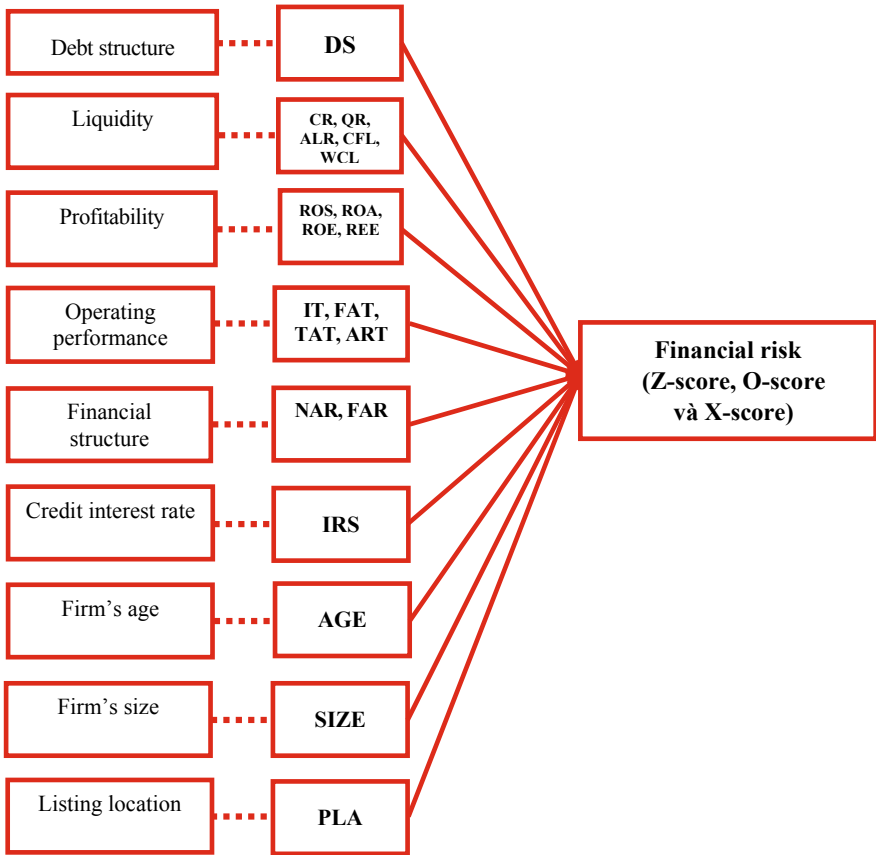 Debt structure
DS
Liquidity
CR, QR,
ALR, CFL,
WCL
Profitability
ROS, ROA,
ROE, REE
Operating
performance
IT, FAT,
TAT, ART
Financial
structure
NAR, FAR
Credit interest rate
IRS
Firm’s age
AGE
Firm’s size
SIZE
Listing location
PLA
Financial risk
(Z-score, O-score
và X-score)